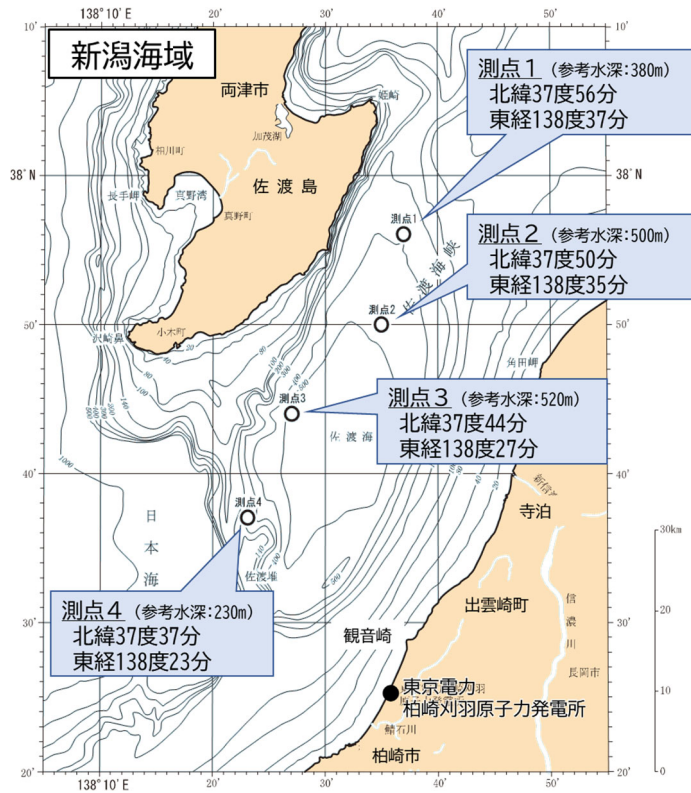 新潟海域
測点1 (参考水深:380m)
北緯37度56分
東経138度37分
測点2 (参考水深:500m)
北緯37度50分
東経138度35分
測点3 (参考水深:520m)
北緯37度44分
東経138度27分
測点4 (参考水深:230m)
北緯37度37分
東経138度23分
138°10′E
20′
30′
40′
50′
10′
10′
両津市
姫崎
加茂湖
相川町
38°N
38°N
佐渡島
長手岬
真野湾
真野町
測点1
佐渡海峡
測点2
50′
50′
小木町
沢崎鼻
角田岬
測点3
佐渡海
40′
40′
測点4
日本海
佐渡堆
寺泊
30km
20
10
0
出雲崎町
信濃川
長岡市
観音崎
30′
30′
東京電力
柏崎刈羽原子力発電所
鯖石川
柏崎市
20′
20′
138°10′E
20′
30′
40′
50′